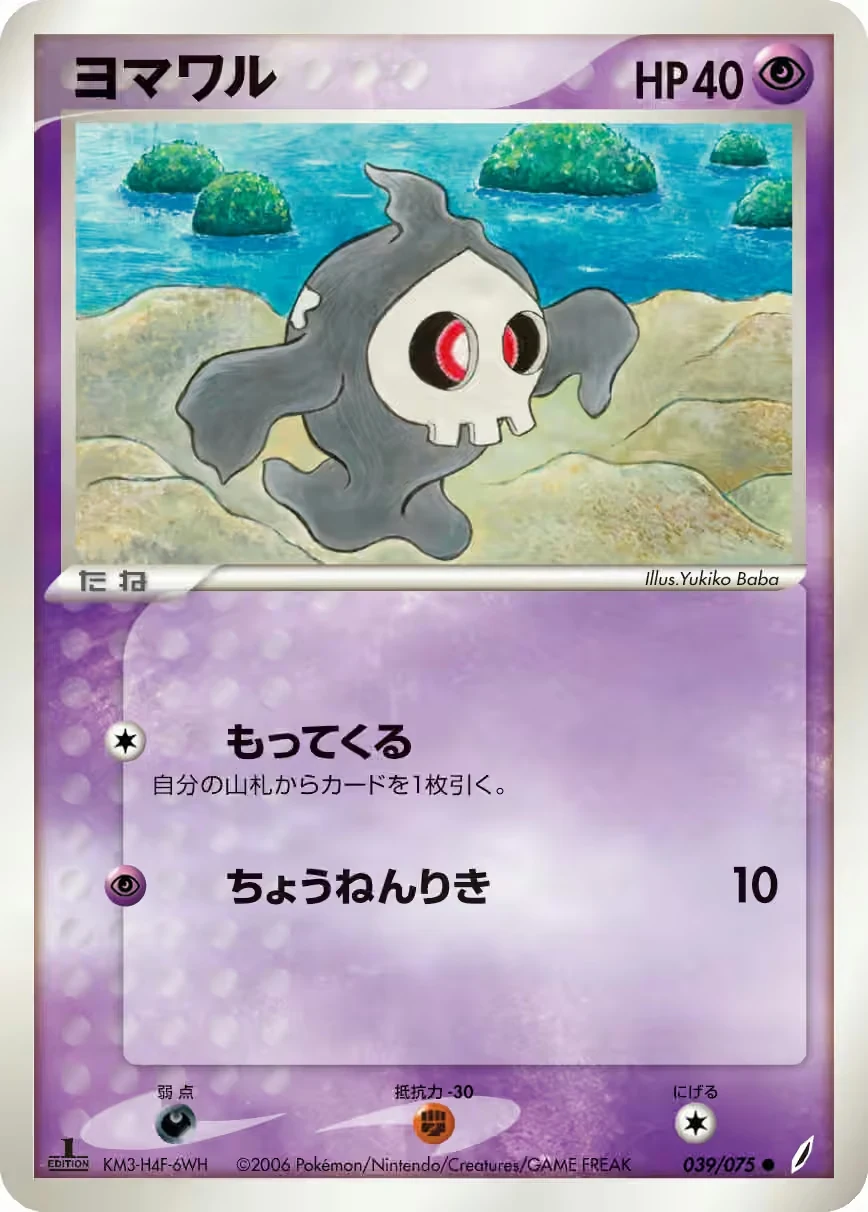 ヨマワル
HP40
たね
Illus.Yukiko Baba
もってくる
自分の山札からカードを1枚引く。
ちょうねんりき 10
弱点 抵抗力 -30 にげる
1 EDITION KM3-H4F-6WH ©2006 Pokémon/Nintendo/Creatures/GAME FREAK 039/075